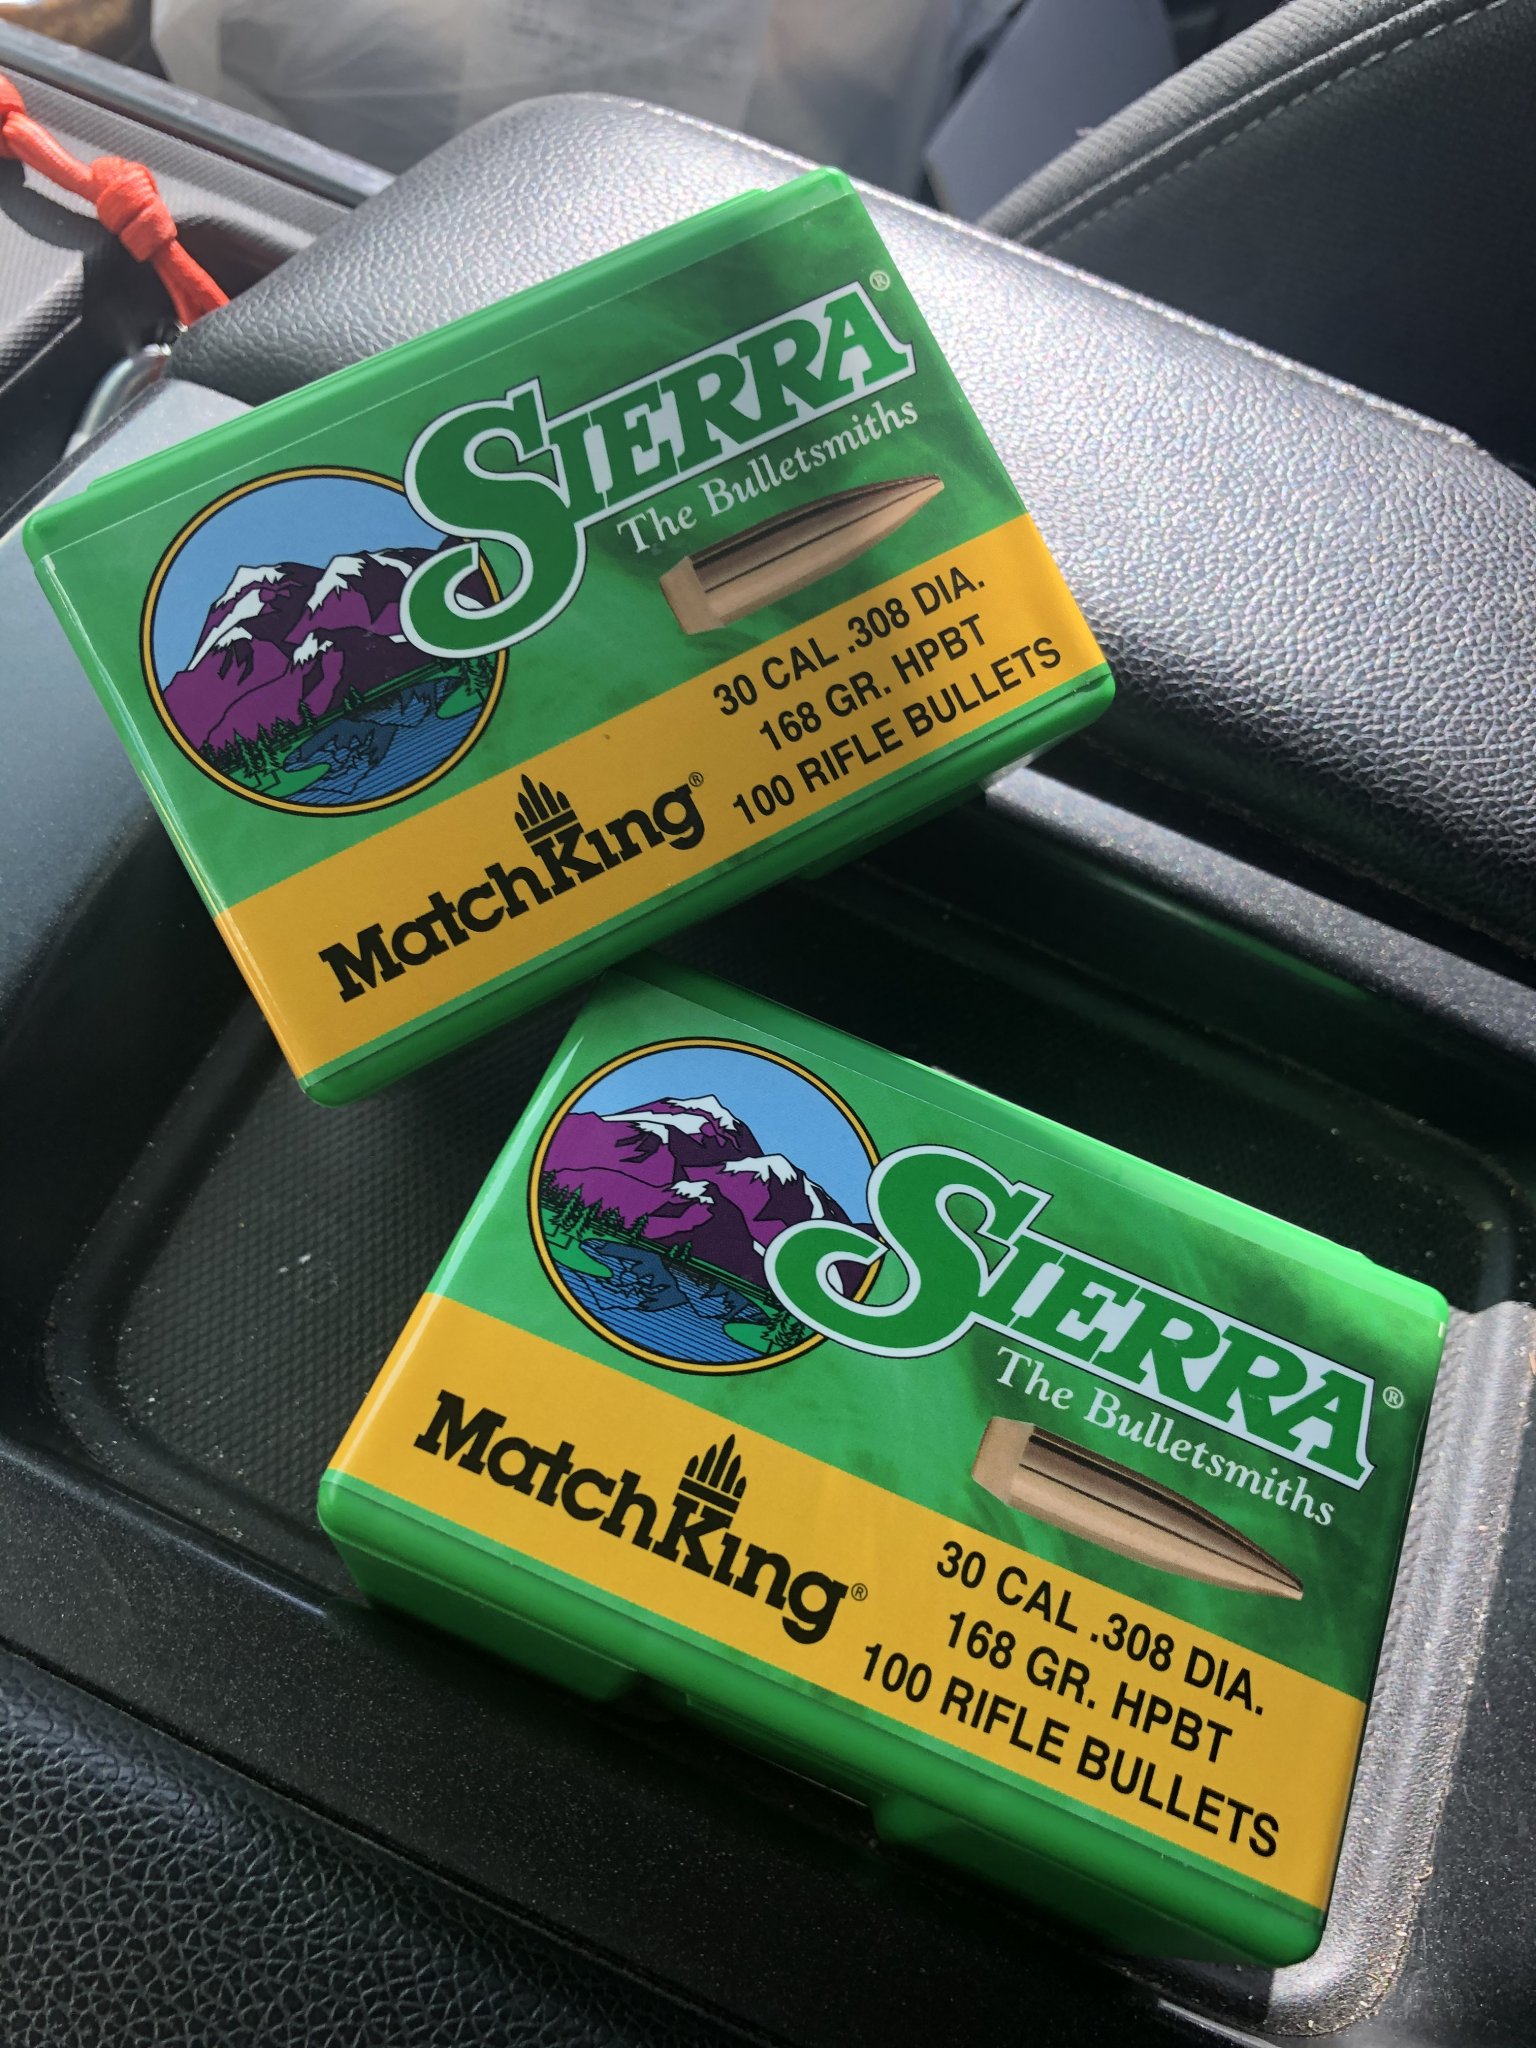 SIERRA®
The Bulletsmiths
30 CAL .308 DIA.
168 GR. HPBT
100 RIFLE BULLETS
MatchKing®
SIERRA®
The Bulletsmiths
MatchKing®
30 CAL .308 DIA.
168 GR. HPBT
100 RIFLE BULLETS